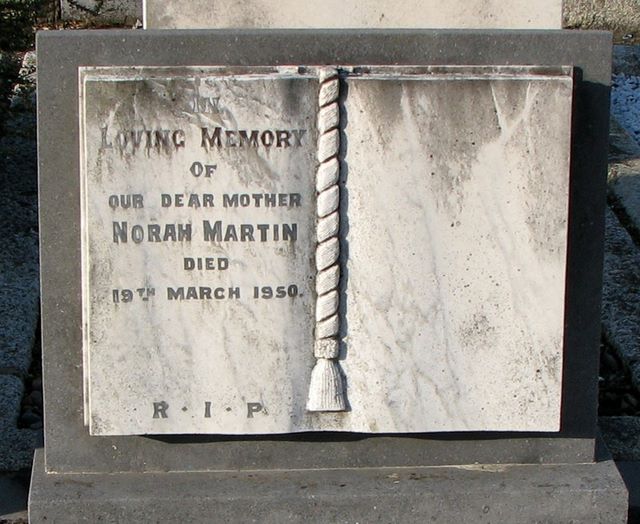 IN
LOVING MEMORY
OF
OUR DEAR MOTHER
NORAH MARTIN
DIED
19TH MARCH 1950.
R·I·P